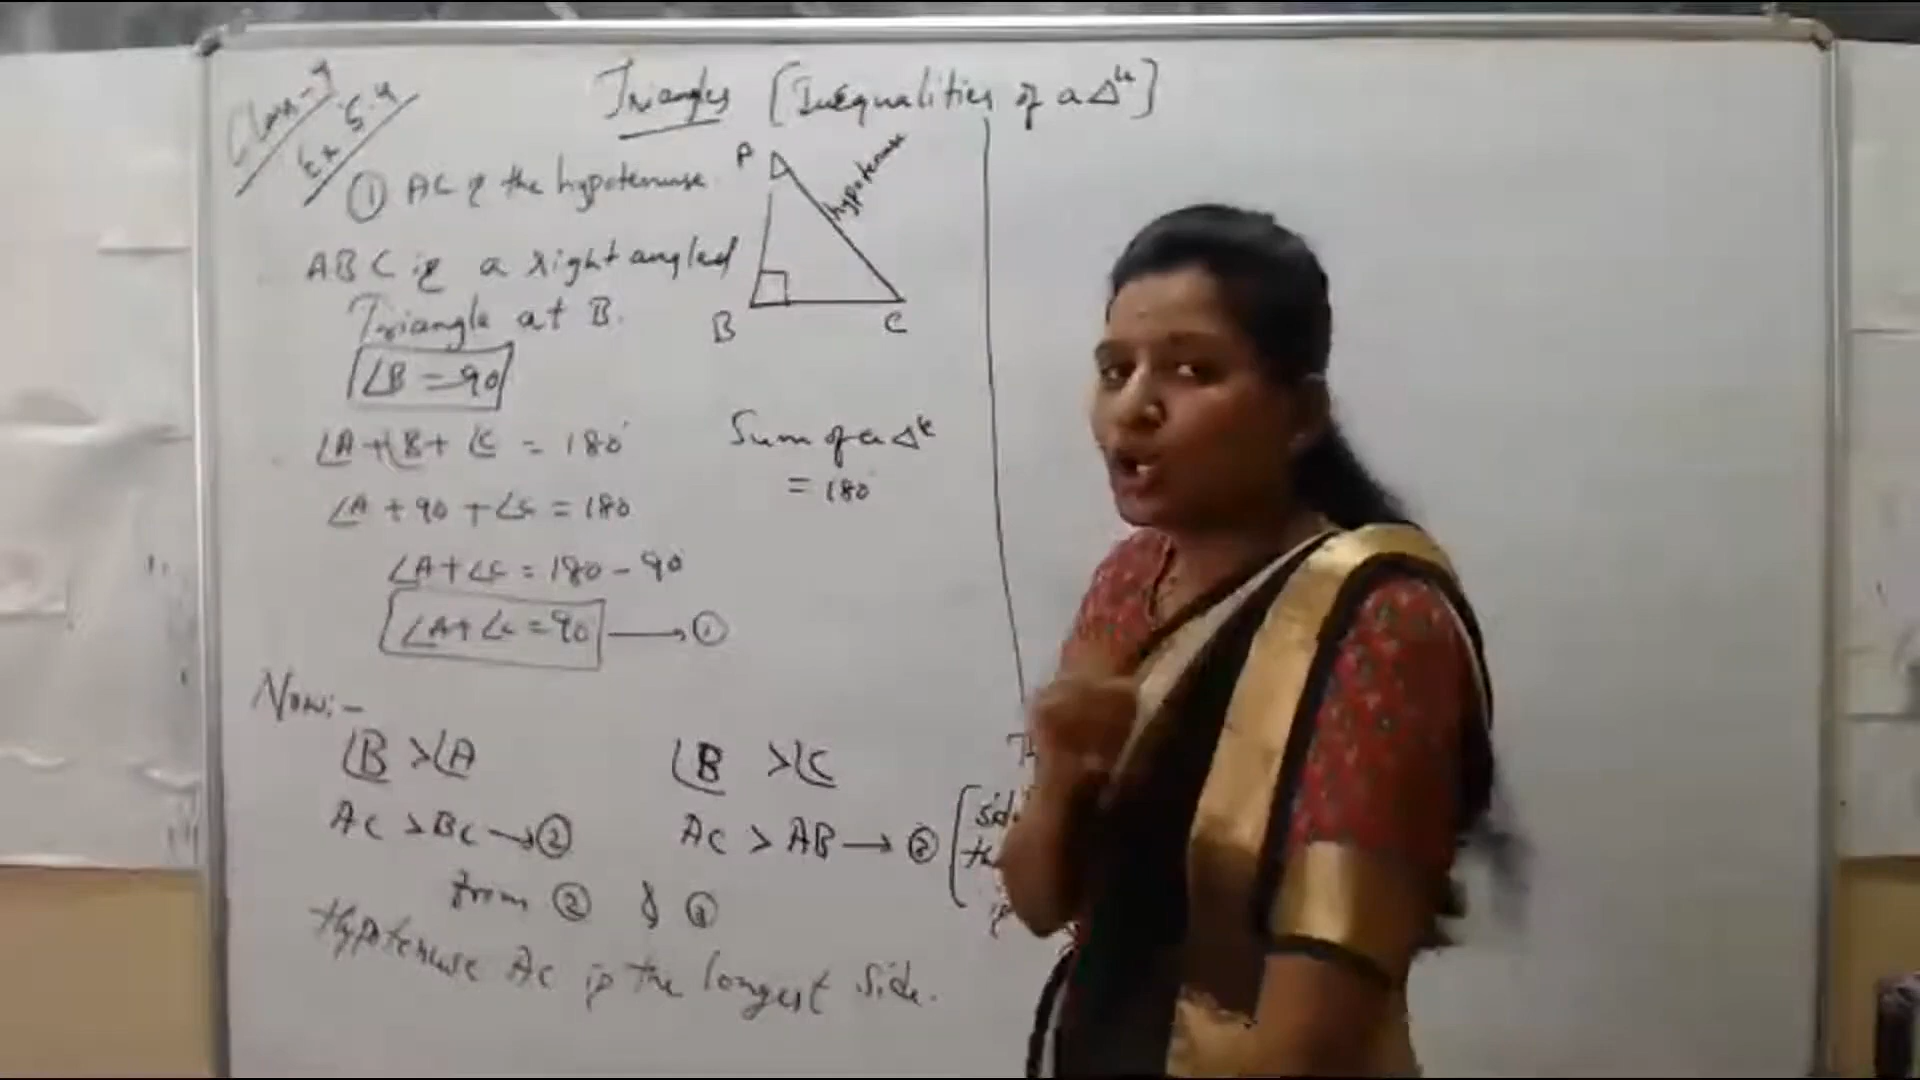 Class-9
Ex 5.4
Triangles [Inequalities of a Δle]
① AC is the hypotenuse
A
hypotenuse
B
C
ABC is a right angled
Triangle at B.
∠B = 90
∠A+∠B+∠C = 180°
Sum of a Δle
= 180°
∠A + 90 + ∠C = 180
∠A+∠C = 180 - 90
∠A+∠C = 90 → ①
Now:-
∠B > ∠A
∠B > ∠C
AC > BC → ②
AC > AB → ③
from ② & ③
Hypotenuse AC is the longest side.